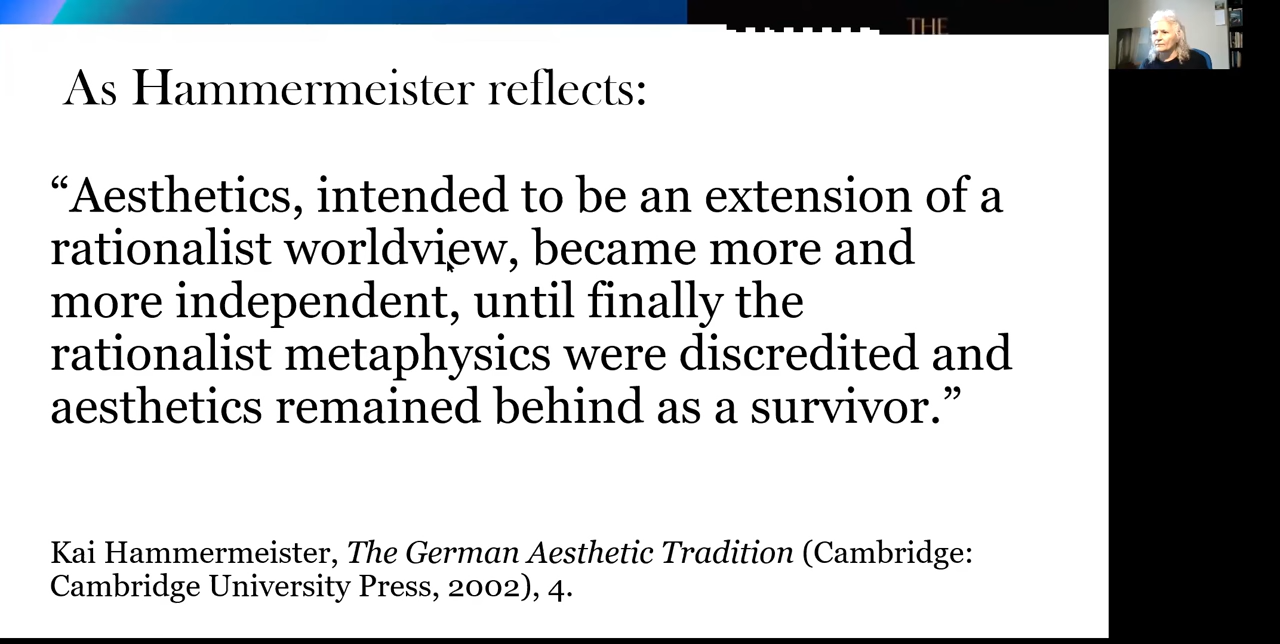 THE
As Hammermeister reflects:
“Aesthetics, intended to be an extension of a
rationalist worldview, became more and
more independent, until finally the
rationalist metaphysics were discredited and
aesthetics remained behind as a survivor.”
Kai Hammermeister, The German Aesthetic Tradition (Cambridge:
Cambridge University Press, 2002), 4.